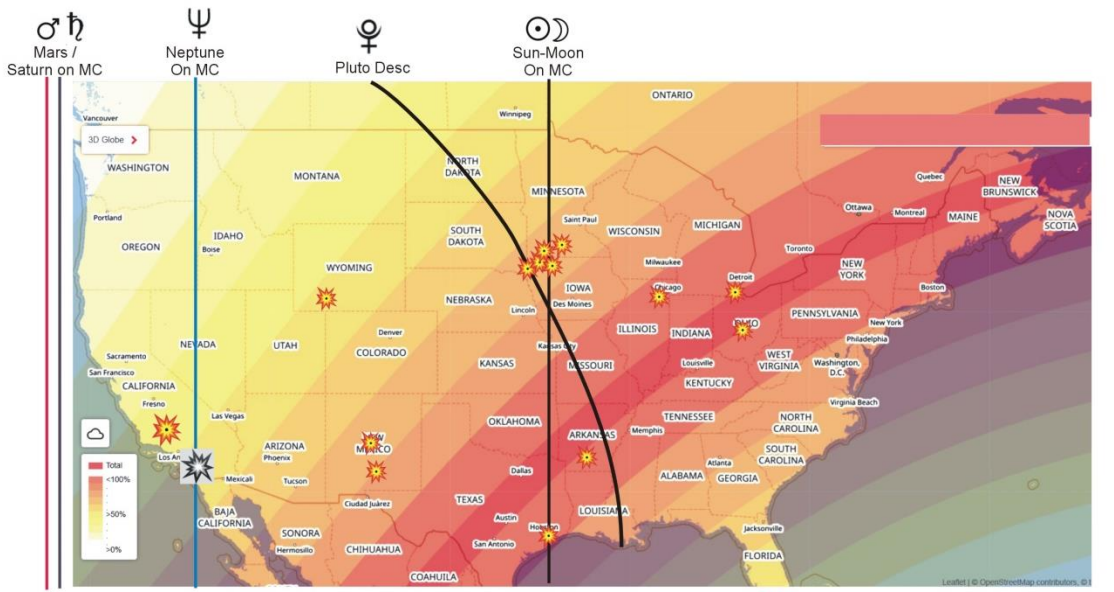 ♂ ♄
Mars /
Saturn on MC
♆
Neptune
On MC
Pluto Desc
☉☽
Sun-Moon
On MC
3D Globe
Vancouver
Winnipeg
ONTARIO
WASHINGTON
MONTANA
NORTH
DAKOTA
MINNESOTA
Quebec
NEW
BRUNSWICK
Portland
Saint Paul
Ottawa
Montreal
MAINE
NOVA
SCOTIA
OREGON
IDAHO
Boise
SOUTH
DAKOTA
WISCONSIN
MICHIGAN
Toronto
WYOMING
Milwaukee
Detroit
NEW
YORK
Boston
NEBRASKA
IOWA
Chicago
Lincoln
Des Moines
PENNSYLVANIA
New York
NEVADA
UTAH
Denver
COLORADO
ILLINOIS
INDIANA
OHIO
Philadelphia
Sacramento
San Francisco
CALIFORNIA
Kansas City
KANSAS
MISSOURI
Louisville
WEST
VIRGINIA
Washington,
D.C.
Fresno
Las Vegas
KENTUCKY
Virginia Beach
ARIZONA
Phoenix
NEW
MEXICO
OKLAHOMA
ARKANSAS
Memphis
TENNESSEE
NORTH
CAROLINA
Los An
Mexicali
Tucson
Dallas
Atlanta
SOUTH
CAROLINA
ALABAMA
GEORGIA
Total
<100%
>50%
>0%
BAJA
CALIFORNIA
Ciudad Juárez
TEXAS
LOUISIANA
SONORA
Hermosillo
CHIHUAHUA
Austin
San Antonio
Houston
Jacksonville
FLORIDA
COAHUILA
Leaflet | © OpenStreetMap contributors, ©